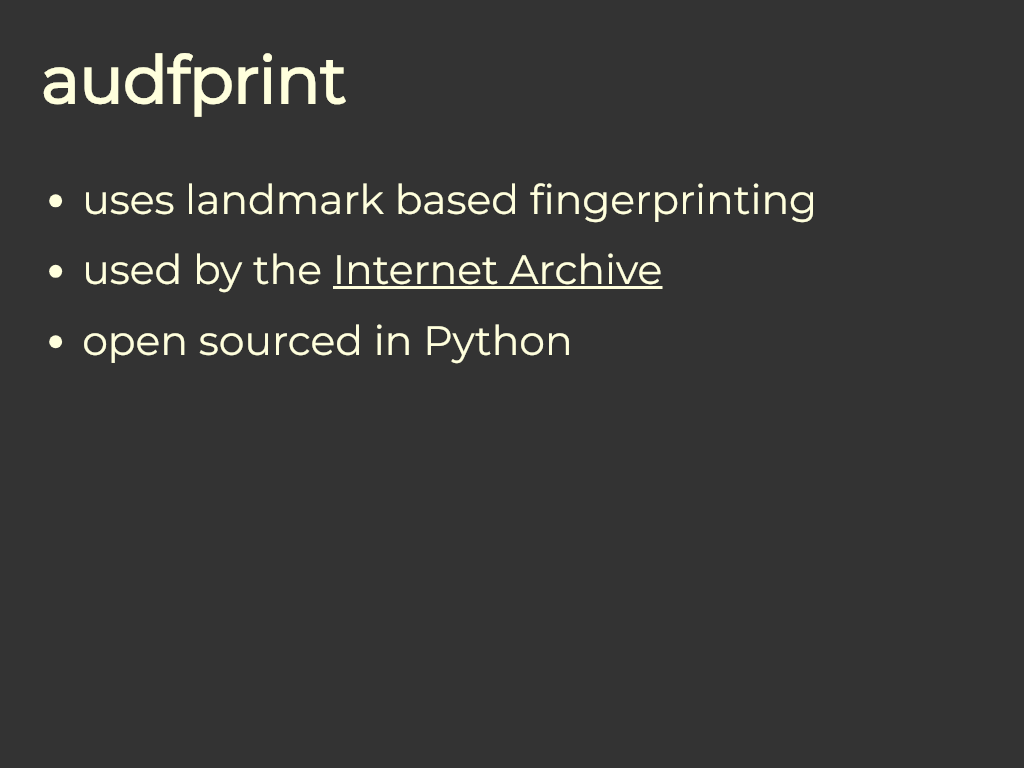 audfprint
• uses landmark based fingerprinting
• used by the Internet Archive
• open sourced in Python